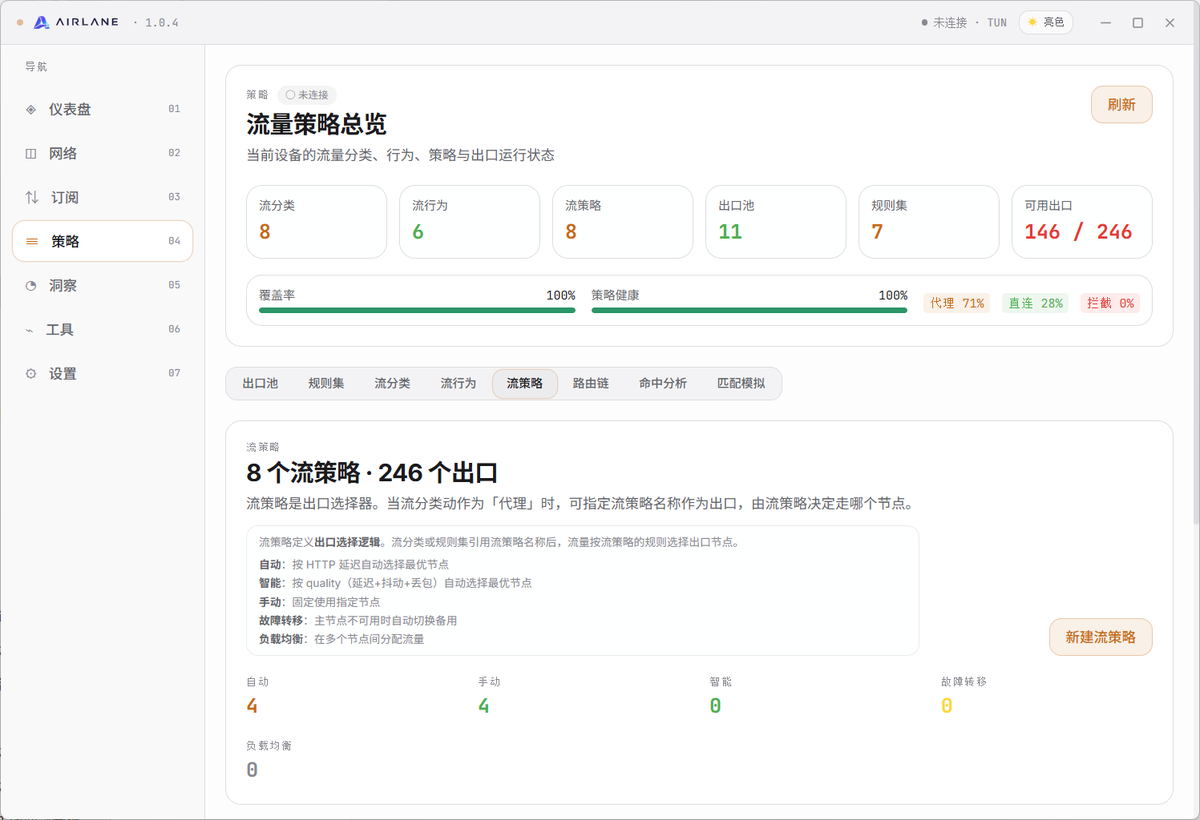 AIRLANE · 1.0.4
未连接 · TUN 亮色
导航
仪表盘 01
网络 02
订阅 03
策略 04
洞察 05
工具 06
设置 07
策略 未连接
流量策略总览
当前设备的流量分类、行为、策略与出口运行状态
刷新
流分类 流行为 流策略 出口池 规则集 可用出口
8 6 8 11 7 146 / 246
覆盖率 100% 策略健康 100% 代理 71% 直连 28% 拦截 0%
出口池 规则集 流分类 流行为 流策略 路由链 命中分析 匹配模拟
流策略
8 个流策略 · 246 个出口
流策略是出口选择器。当流分类动作为「代理」时，可指定流策略名称作为出口，由流策略决定走哪个节点。
流策略定义出口选择逻辑。流分类或规则集引用流策略名称后，流量按流策略的规则选择出口节点。
自动：按 HTTP 延迟自动选择最优节点
智能：按 quality（延迟+抖动+丢包）自动选择最优节点
手动：固定使用指定节点
故障转移：主节点不可用时自动切换备用
负载均衡：在多个节点间分配流量
新建流策略
自动 手动 智能 故障转移
4 4 0 0
负载均衡
0